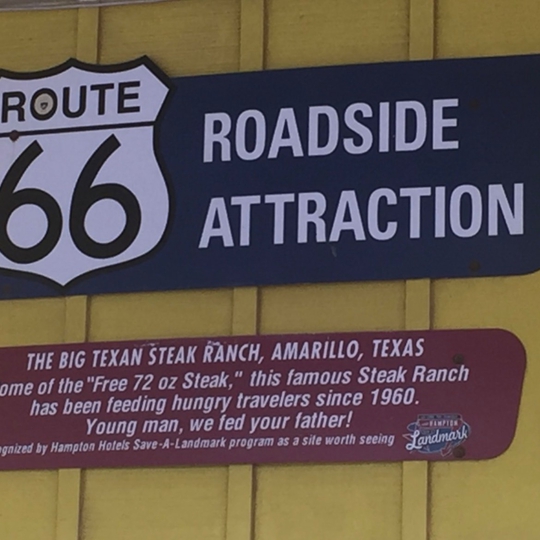 ROUTE
66
ROADSIDE
ATTRACTION
THE BIG TEXAN STEAK RANCH, AMARILLO, TEXAS
ome of the "Free 72 oz Steak," this famous Steak Ranch
has been feeding hungry travelers since 1960.
Young man, we fed your father!
ognized by Hampton Hotels Save-A-Landmark program as a site worth seeing
HAMPTON
Landmark